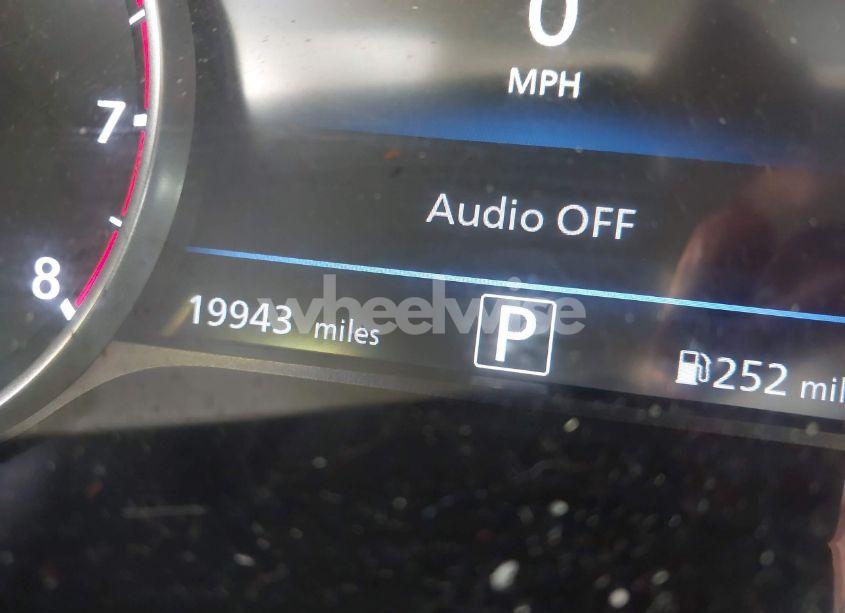 0
MPH
7
Audio OFF
8
19943 miles
P
252 mil
wheelwise